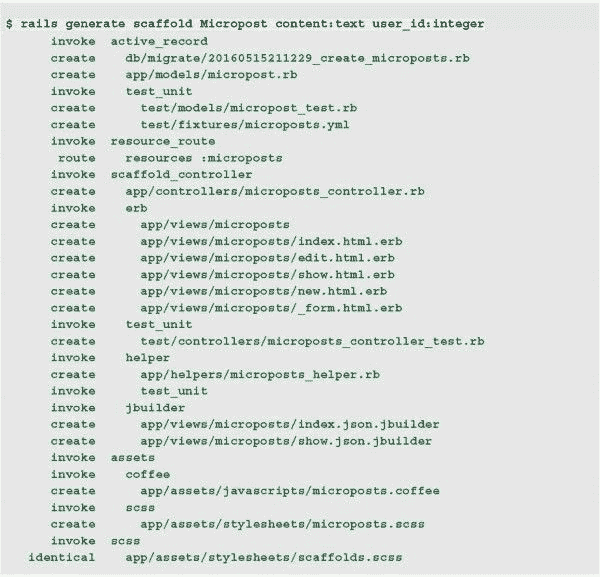 $ rails generate scaffold Micropost content:text user_id:integer
      invoke  active_record
      create    db/migrate/20160515211229_create_microposts.rb
      create    app/models/micropost.rb
      invoke    test_unit
      create      test/models/micropost_test.rb
      create      test/fixtures/microposts.yml
      invoke  resource_route
       route    resources :microposts
      invoke  scaffold_controller
      create    app/controllers/microposts_controller.rb
      invoke    erb
      create      app/views/microposts
      create      app/views/microposts/index.html.erb
      create      app/views/microposts/edit.html.erb
      create      app/views/microposts/show.html.erb
      create      app/views/microposts/new.html.erb
      create      app/views/microposts/_form.html.erb
      invoke    test_unit
      create      test/controllers/microposts_controller_test.rb
      invoke    helper
      create      app/helpers/microposts_helper.rb
      invoke      test_unit
      invoke    jbuilder
      create      app/views/microposts/index.json.jbuilder
      create      app/views/microposts/show.json.jbuilder
      invoke  assets
      invoke    coffee
      create      app/assets/javascripts/microposts.coffee
      invoke    scss
      create      app/assets/stylesheets/microposts.scss
      invoke  scss
   identical    app/assets/stylesheets/scaffolds.scss